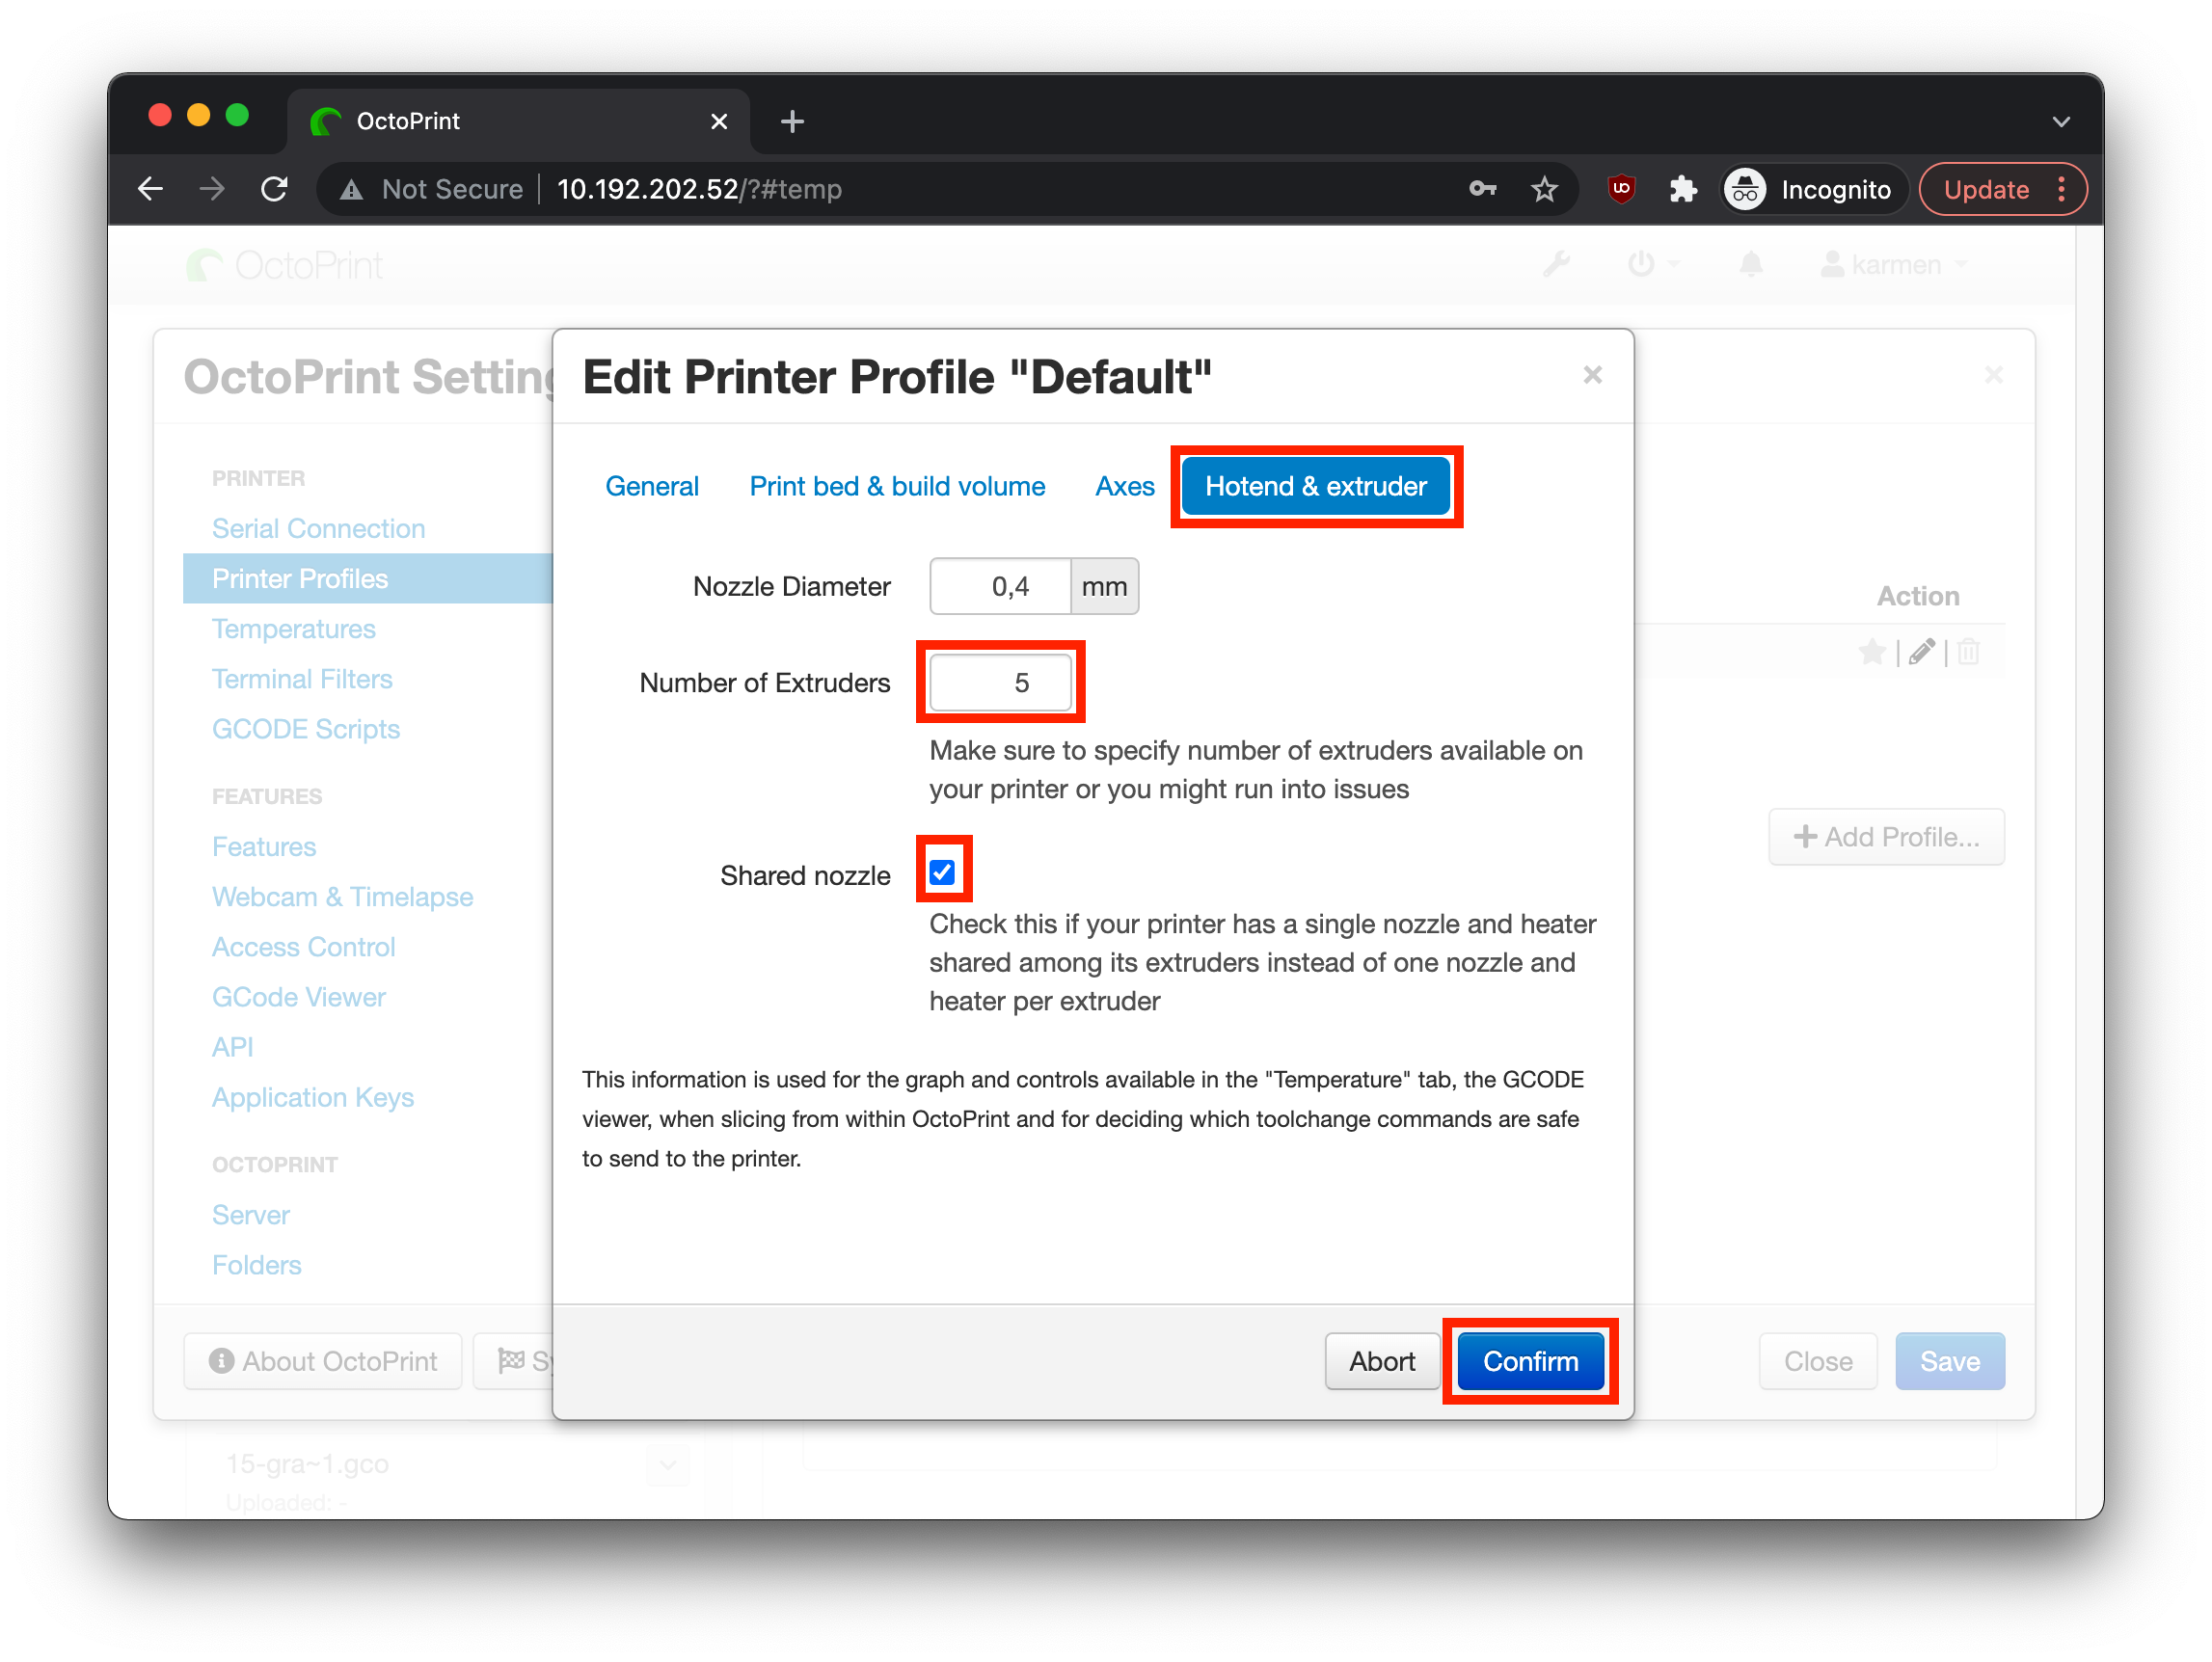 OctoPrint
Not Secure 10.192.202.52/?#temp
Incognito
Update
OctoPrint
karmen
OctoPrint Setting
Edit Printer Profile "Default"
PRINTER
Serial Connection
Printer Profiles
Temperatures
Terminal Filters
GCODE Scripts
FEATURES
Features
Webcam & Timelapse
Access Control
GCode Viewer
API
Application Keys
OCTOPRINT
Server
Folders
General
Print bed & build volume
Axes
Hotend & extruder
Nozzle Diameter 0,4 mm
Number of Extruders 5
Make sure to specify number of extruders available on
your printer or you might run into issues
Shared nozzle
Check this if your printer has a single nozzle and heater
shared among its extruders instead of one nozzle and
heater per extruder
This information is used for the graph and controls available in the "Temperature" tab, the GCODE
viewer, when slicing from within OctoPrint and for deciding which toolchange commands are safe
to send to the printer.
Action
Add Profile...
About OctoPrint
Abort
Confirm
Close
Save
15-gra~1.gco
Uploaded: -